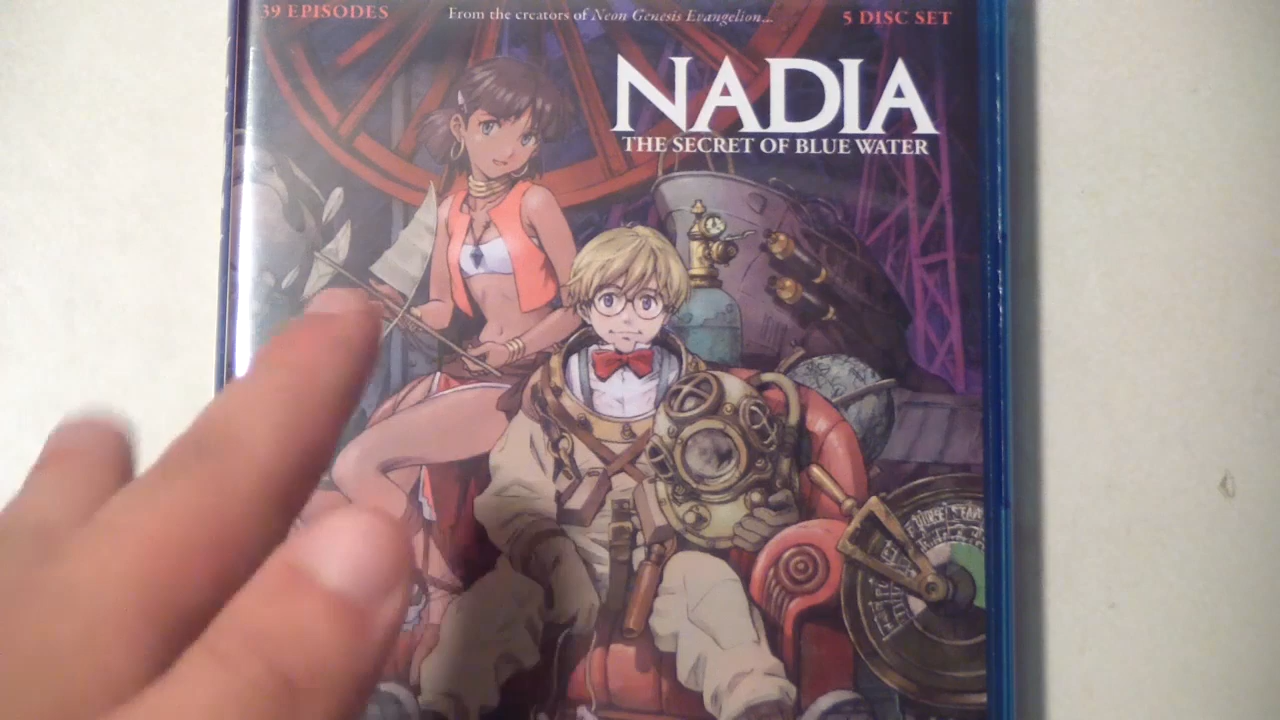 39 EPISODES
From the creators of Neon Genesis Evangelion...
5 DISC SET
NADIA
THE SECRET OF BLUE WATER